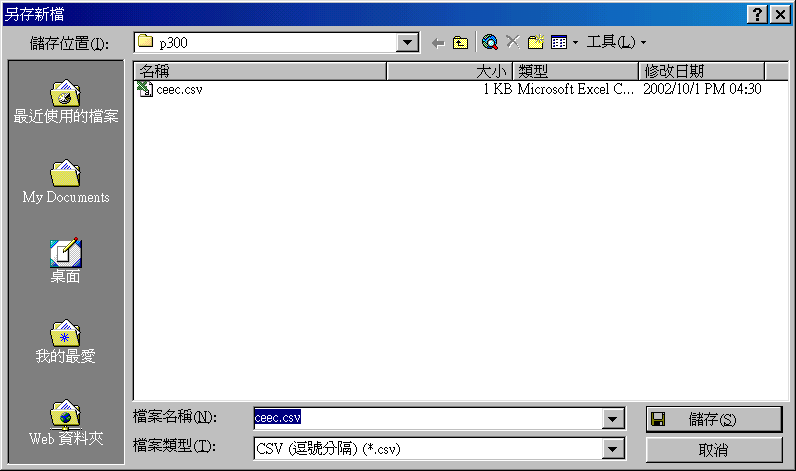 另存新檔
儲存位置(I): p300 工具(L)
名稱 大小 類型 修改日期
ceec.csv 1 KB Microsoft Excel C... 2002/10/1 PM 04:30
最近使用的檔案
My Documents
桌面
我的最愛
Web 資料夾
檔案名稱(N): ceec.csv 儲存(S)
檔案類型(T): CSV (逗號分隔) (*.csv) 取消